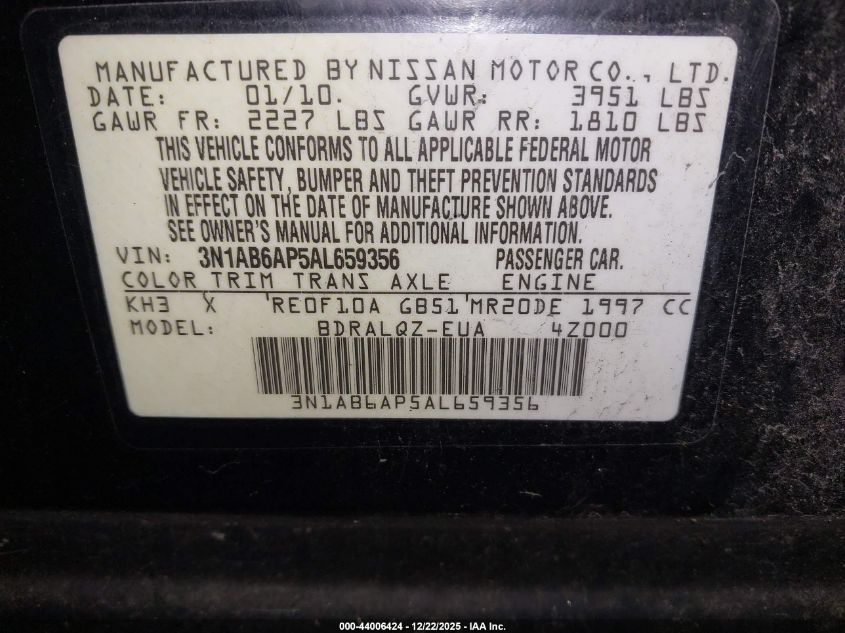 MANUFACTURED BY NISSAN MOTOR CO., LTD.
DATE: 01/10. GVWR: 3951 LBS
GAWR FR: 2227 LBS GAWR RR: 1810 LBS
THIS VEHICLE CONFORMS TO ALL APPLICABLE FEDERAL MOTOR
VEHICLE SAFETY, BUMPER AND THEFT PREVENTION STANDARDS
IN EFFECT ON THE DATE OF MANUFACTURE SHOWN ABOVE.
SEE OWNER'S MANUAL FOR ADDITIONAL INFORMATION.
VIN: 3N1AB6AP5AL659356 PASSENGER CAR.
COLOR TRIM TRANS AXLE ENGINE
KH3 X 'RE0F10A GB51'MR20DE 1997 CC
MODEL: BDRALQZ-EUA 4Z000
3N1AB6AP5AL659356
000-44006424 - 12/22/2025 - IAA Inc.